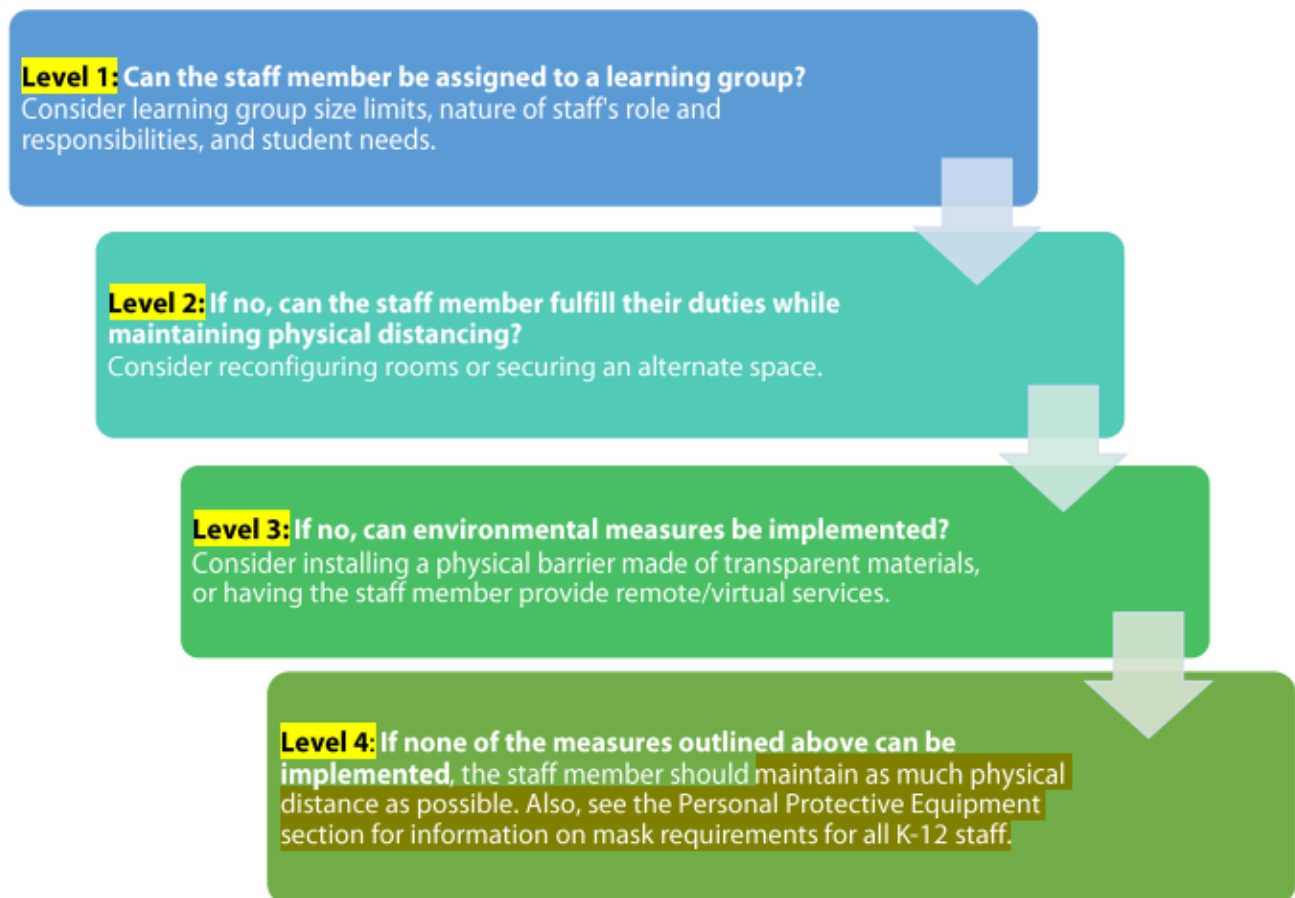 Level 1: Can the staff member be assigned to a learning group?
Consider learning group size limits, nature of staff's role and
responsibilities, and student needs.
Level 2: If no, can the staff member fulfill their duties while
maintaining physical distancing?
Consider reconfiguring rooms or securing an alternate space.
Level 3: If no, can environmental measures be implemented?
Consider installing a physical barrier made of transparent materials,
or having the staff member provide remote/virtual services.
Level 4: If none of the measures outlined above can be
implemented, the staff member should maintain as much physical
distance as possible. Also, see the Personal Protective Equipment
section for information on mask requirements for all K-12 staff.